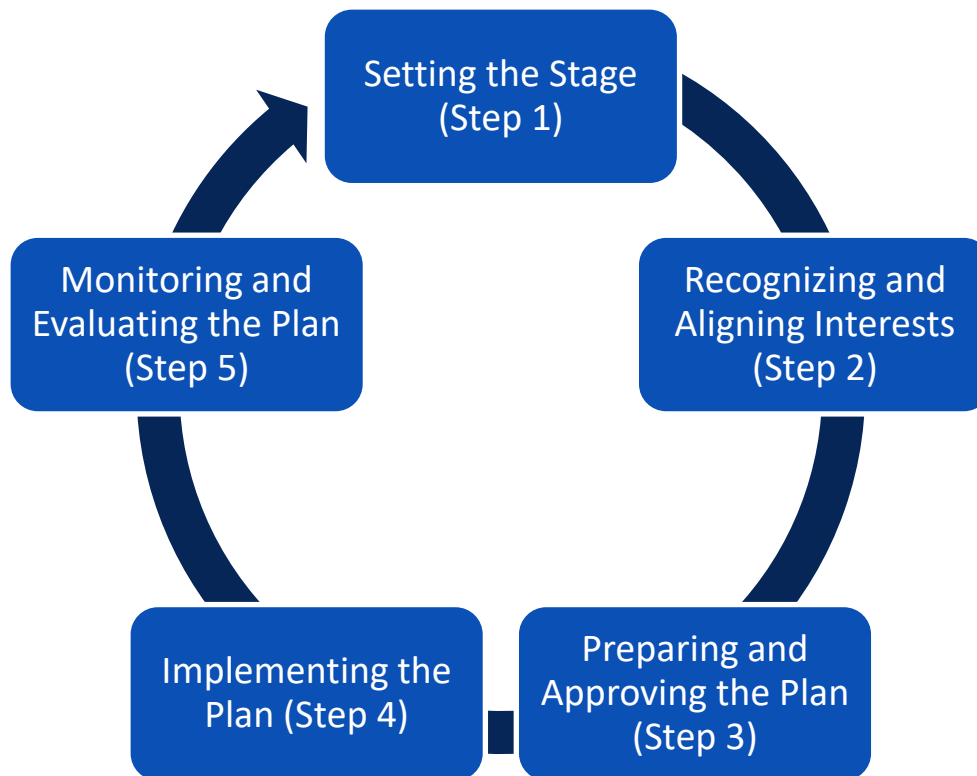 Setting the Stage
(Step 1)
Recognizing and
Aligning Interests
(Step 2)
Preparing and
Approving the Plan
(Step 3)
Implementing the
Plan (Step 4)
Monitoring and
Evaluating the Plan
(Step 5)